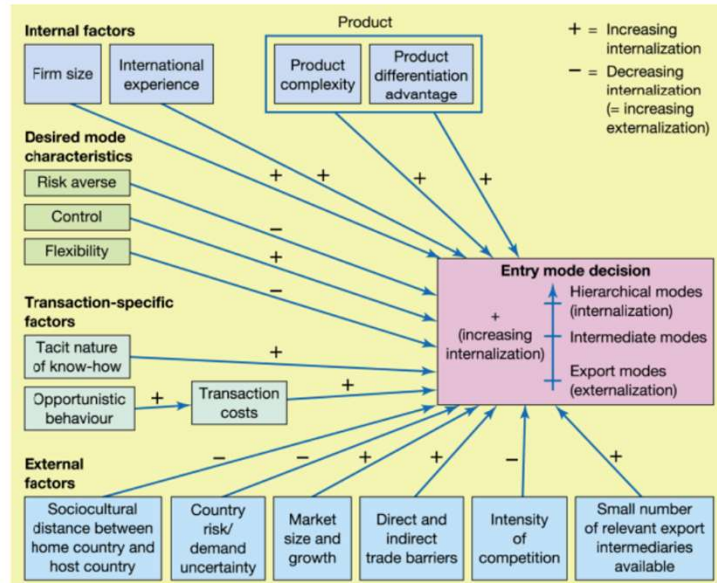 Product
Internal factors
Firm size
International
experience
Product
complexity
Product
differentiation
advantage
+ = Increasing
internalization
− = Decreasing
internalization
(= increasing
externalization)
Desired mode
characteristics
Risk averse
Control
Flexibility
+
+
+
+
−
+
−
Transaction-specific
factors
Tacit nature
of know-how
+
Opportunistic
behaviour
+
Transaction
costs
+
Entry mode decision
+
(increasing
internalization)
Hierarchical modes
(internalization)
Intermediate modes
Export modes
(externalization)
External
factors
−
−
+
+
−
+
Sociocultural
distance between
home country and
host country
Country
risk/
demand
uncertainty
Market
size and
growth
Direct and
indirect
trade barriers
Intensity
of
competition
Small number
of relevant export
intermediaries
available